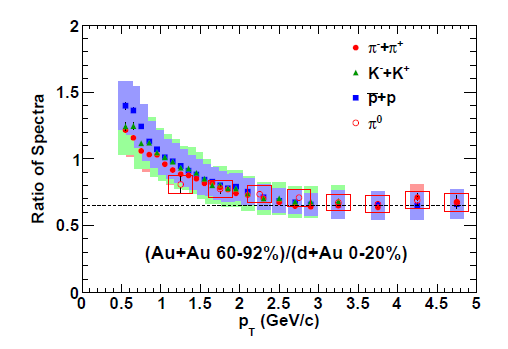 2
1.5
1
0.5
0
Ratio of Spectra
π⁻+π⁺
K⁻+K⁺
p̅+p
π⁰
(Au+Au 60-92%)/(d+Au 0-20%)
0 0.5 1 1.5 2 2.5 3 3.5 4 4.5 5
p_T (GeV/c)